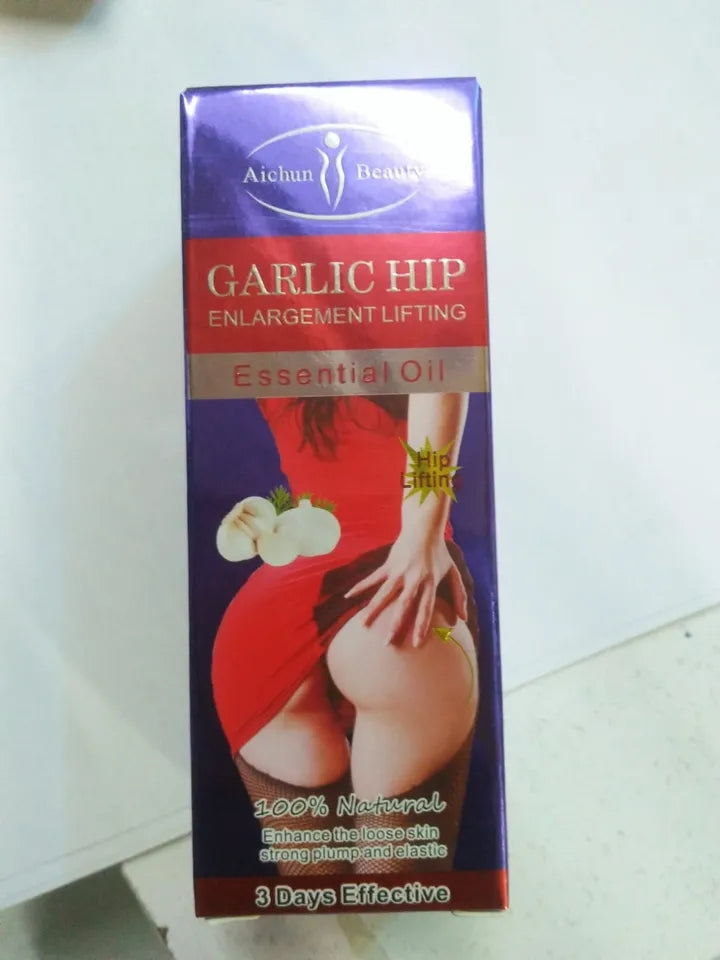 Aichun Beauty
GARLIC HIP
ENLARGEMENT LIFTING
Essential Oil
Hip
Lifting
100% Natural
Enhance the loose skin
strong plump and elastic
3 Days Effective